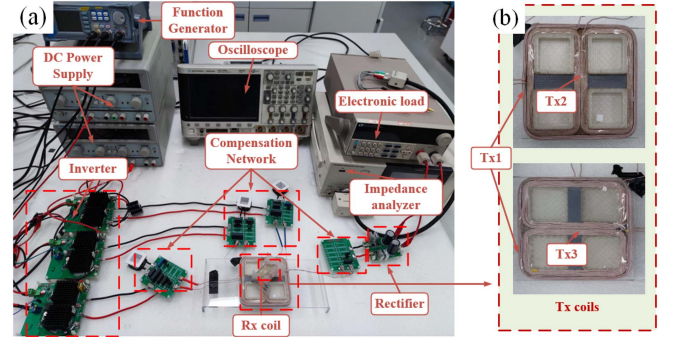 (a)
Function
Generator
DC Power
Supply
Oscilloscope
Electronic load
Compensation
Network
Inverter
Impedance
analyzer
Rectifier
Rx coil
(b)
Tx2
Tx1
Tx3
Tx coils